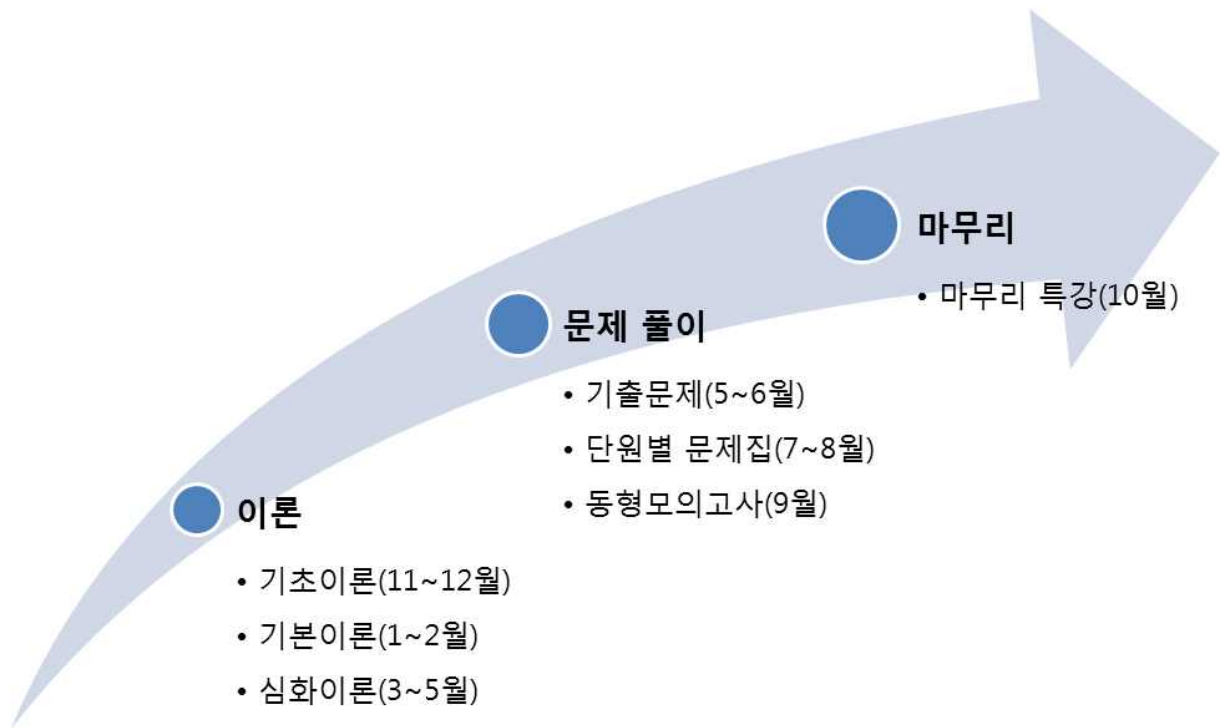 이론
• 기초이론(11~12월)
• 기본이론(1~2월)
• 심화이론(3~5월)
문제 풀이
• 기출문제(5~6월)
• 단원별 문제집(7~8월)
• 동형모의고사(9월)
마무리
• 마무리 특강(10월)